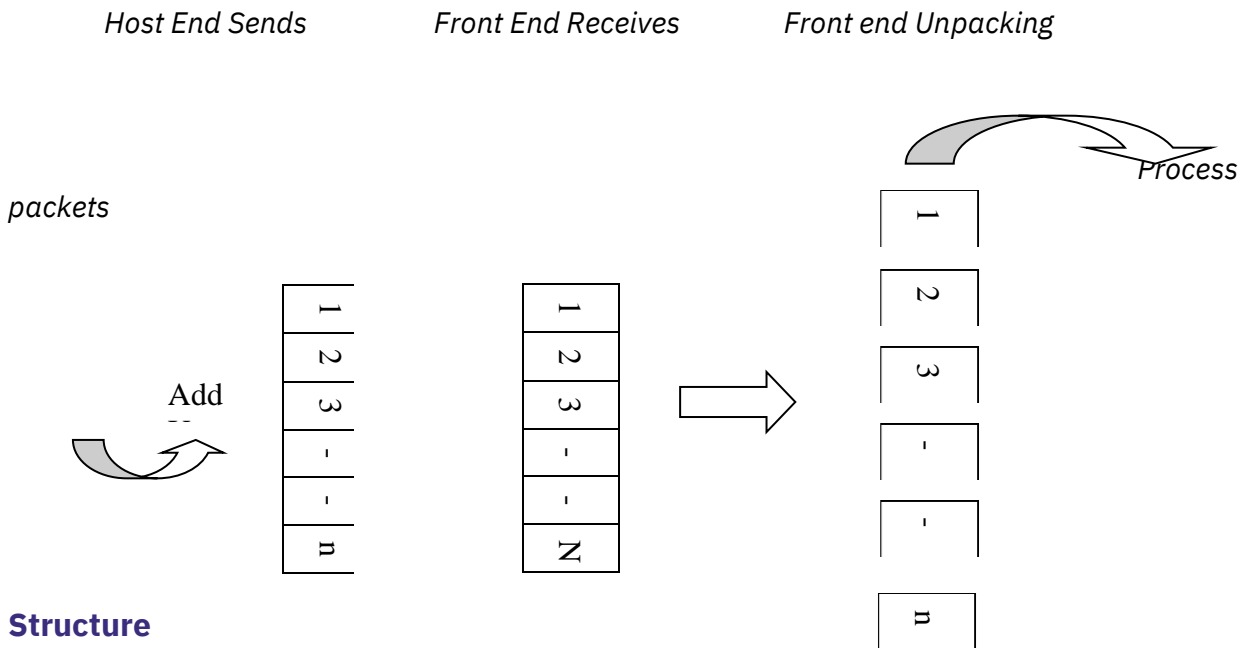 Host End Sends Front End Receives Front end Unpacking
Process
packets
1
2
3
-
-
n
Add
1
2
3
-
-
N
1
2
3
-
-
n
Structure